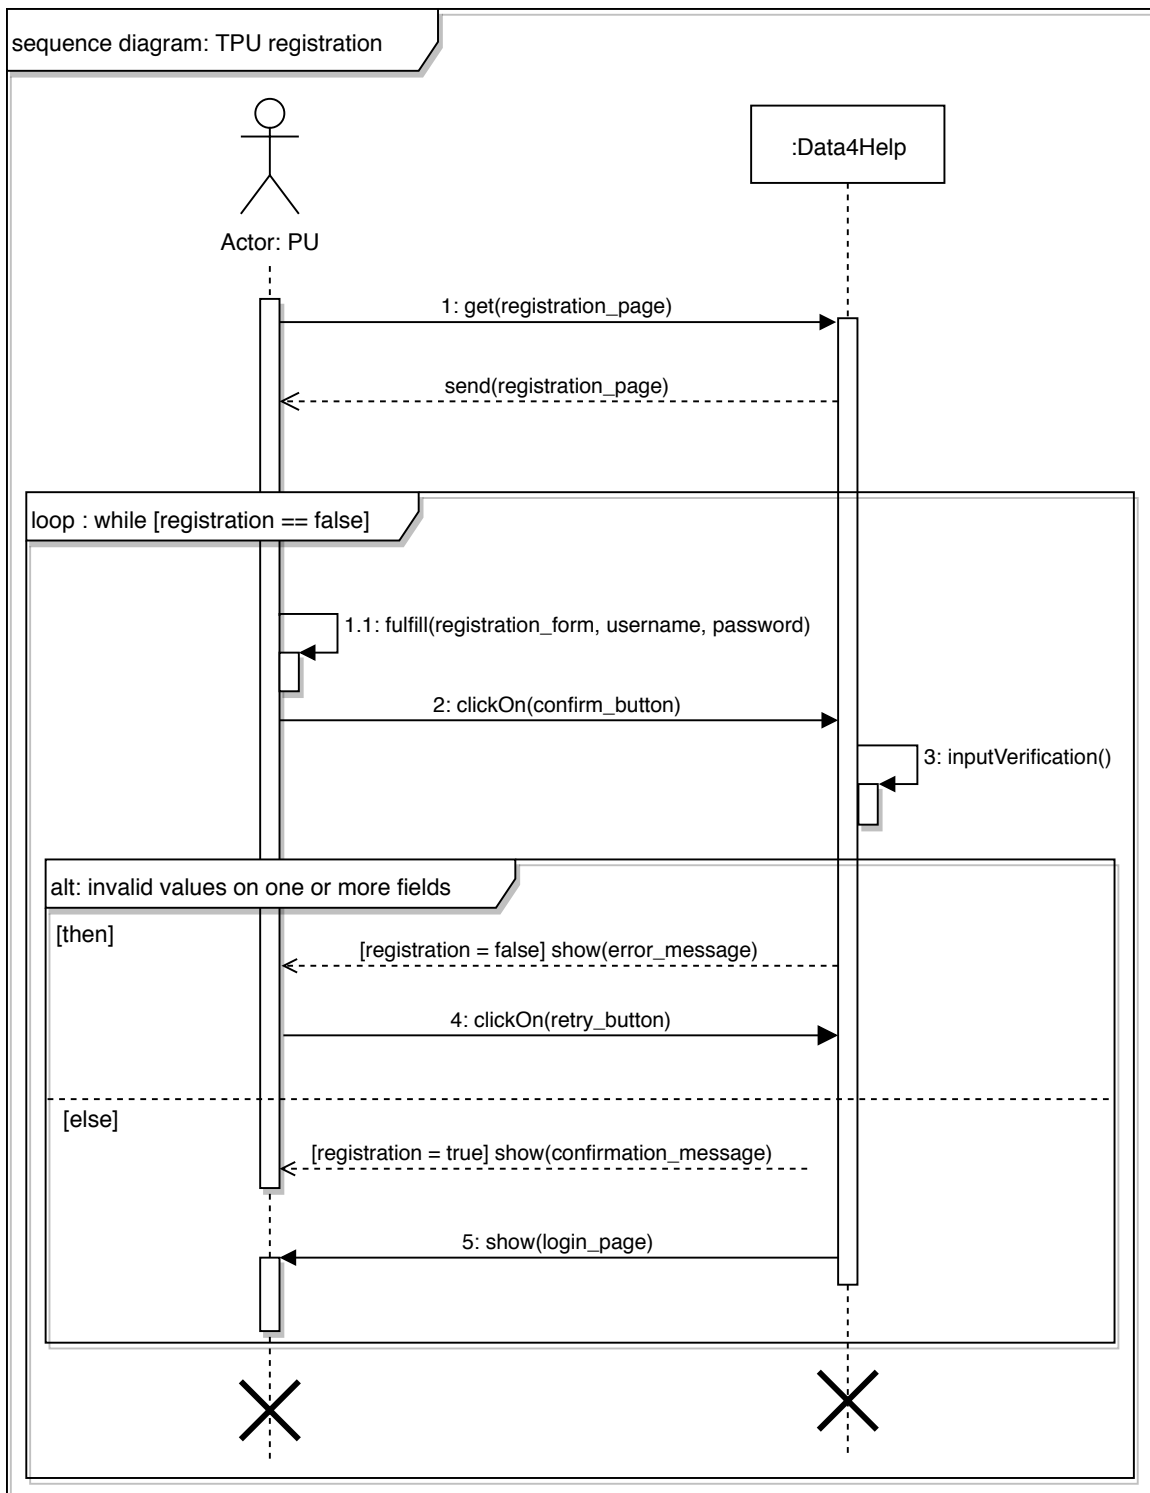 sequence diagram: TPU registration
:Data4Help
Actor: PU
1: get(registration_page)
send(registration_page)
loop : while [registration == false]
1.1: fulfill(registration_form, username, password)
2: clickOn(confirm_button)
3: inputVerification()
alt: invalid values on one or more fields
[then]
[registration = false] show(error_message)
4: clickOn(retry_button)
[else]
[registration = true] show(confirmation_message)
5: show(login_page)